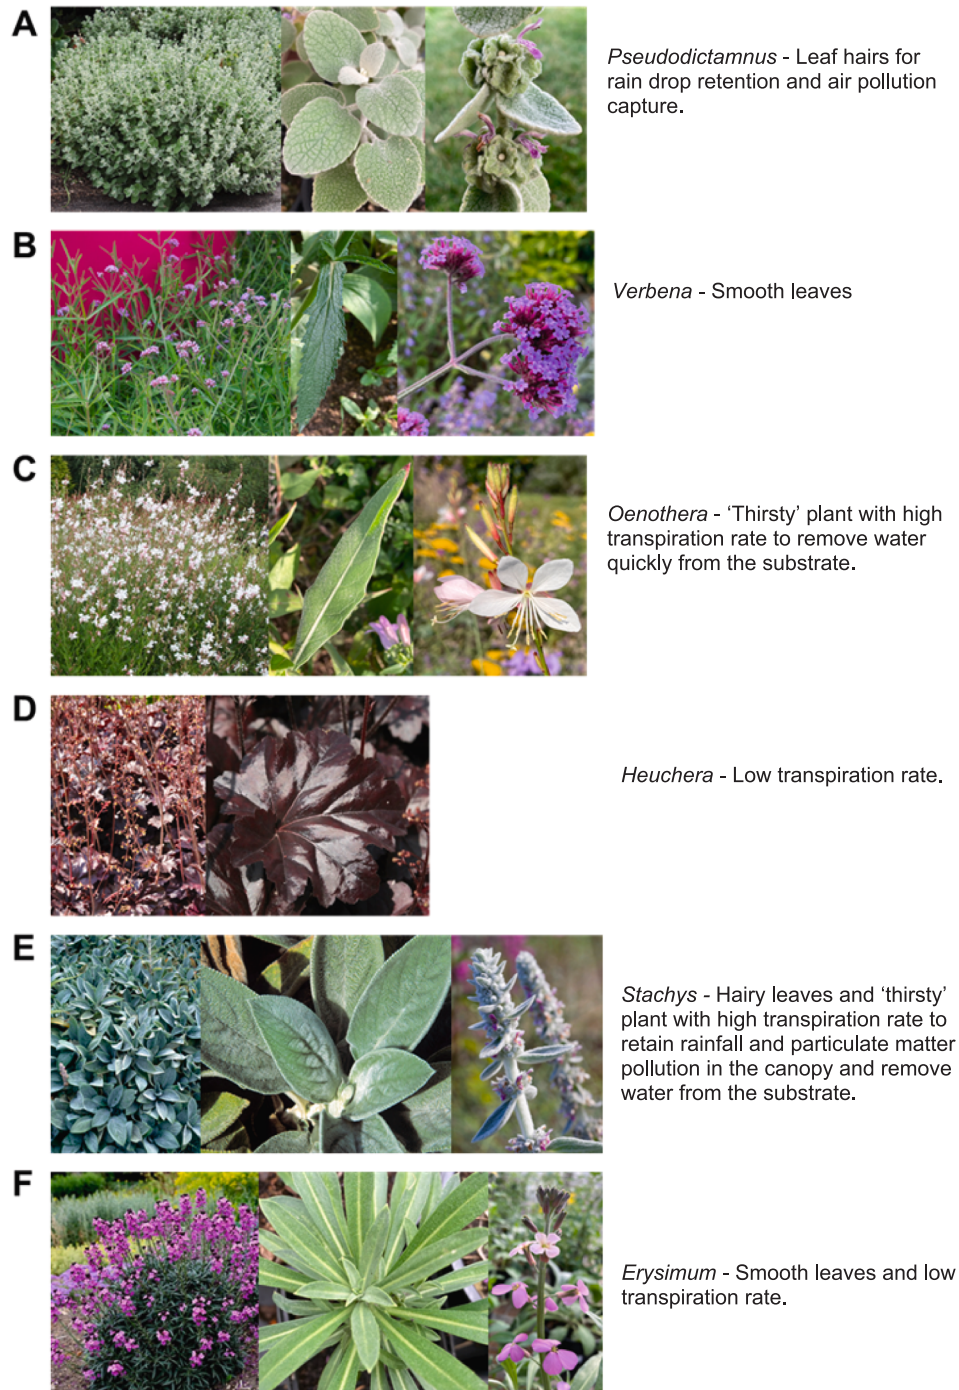 A
Pseudodictamnus - Leaf hairs for
rain drop retention and air pollution
capture.
B
Verbena - Smooth leaves
C
Oenothera - ‘Thirsty’ plant with high
transpiration rate to remove water
quickly from the substrate.
D
Heuchera - Low transpiration rate.
E
Stachys - Hairy leaves and ‘thirsty’
plant with high transpiration rate to
retain rainfall and particulate matter
pollution in the canopy and remove
water from the substrate.
F
Erysimum - Smooth leaves and low
transpiration rate.